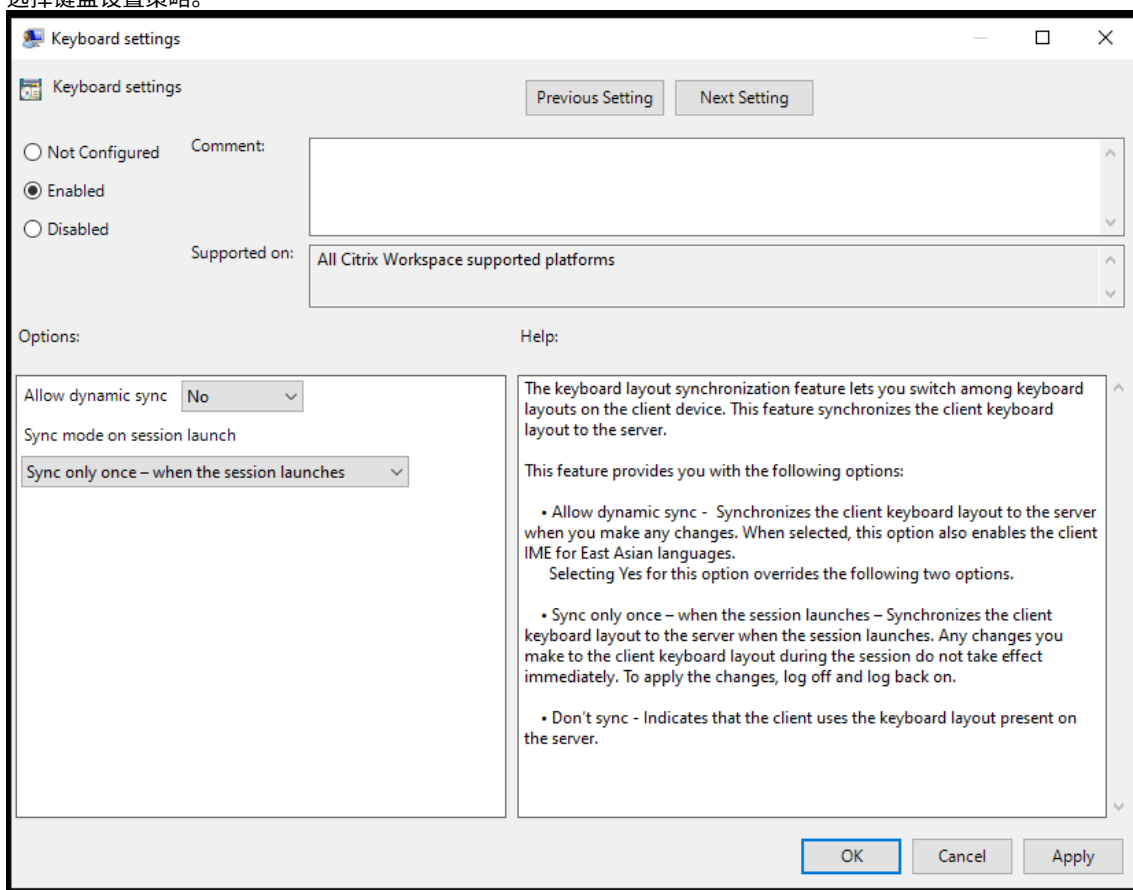 选择键盘设置策略。
Keyboard settings
Keyboard settings
Previous Setting
Next Setting
Not Configured
Comment:
Enabled
Disabled
Supported on:
All Citrix Workspace supported platforms
Options:
Help:
Allow dynamic sync
No
Sync mode on session launch
Sync only once – when the session launches
The keyboard layout synchronization feature lets you switch among keyboard
layouts on the client device. This feature synchronizes the client keyboard
layout to the server.
This feature provides you with the following options:
• Allow dynamic sync - Synchronizes the client keyboard layout to the server
when you make any changes. When selected, this option also enables the client
IME for East Asian languages.
Selecting Yes for this option overrides the following two options.
• Sync only once – when the session launches – Synchronizes the client
keyboard layout to the server when the session launches. Any changes you
make to the client keyboard layout during the session do not take effect
immediately. To apply the changes, log off and log back on.
• Don't sync - Indicates that the client uses the keyboard layout present on
the server.
OK
Cancel
Apply